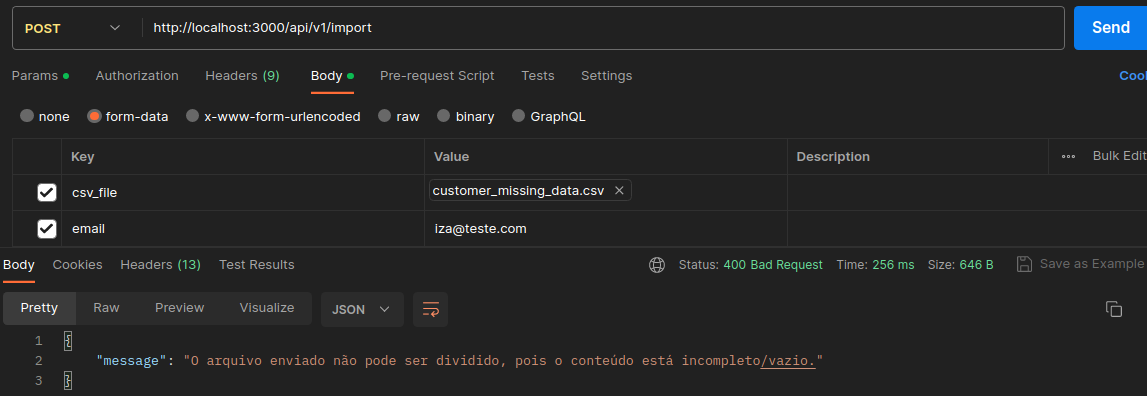 POST http://localhost:3000/api/v1/import Send
Params Authorization Headers (9) Body Pre-request Script Tests Settings Cool
none form-data x-www-form-urlencoded raw binary GraphQL
Key Value Description Bulk Edit
csv_file customer_missing_data.csv
email iza@teste.com
Body Cookies Headers (13) Test Results Status: 400 Bad Request Time: 256 ms Size: 646 B Save as Example
Pretty Raw Preview Visualize JSON
1 {
2 "message": "O arquivo enviado não pode ser dividido, pois o conteúdo está incompleto/vazio."
3 }